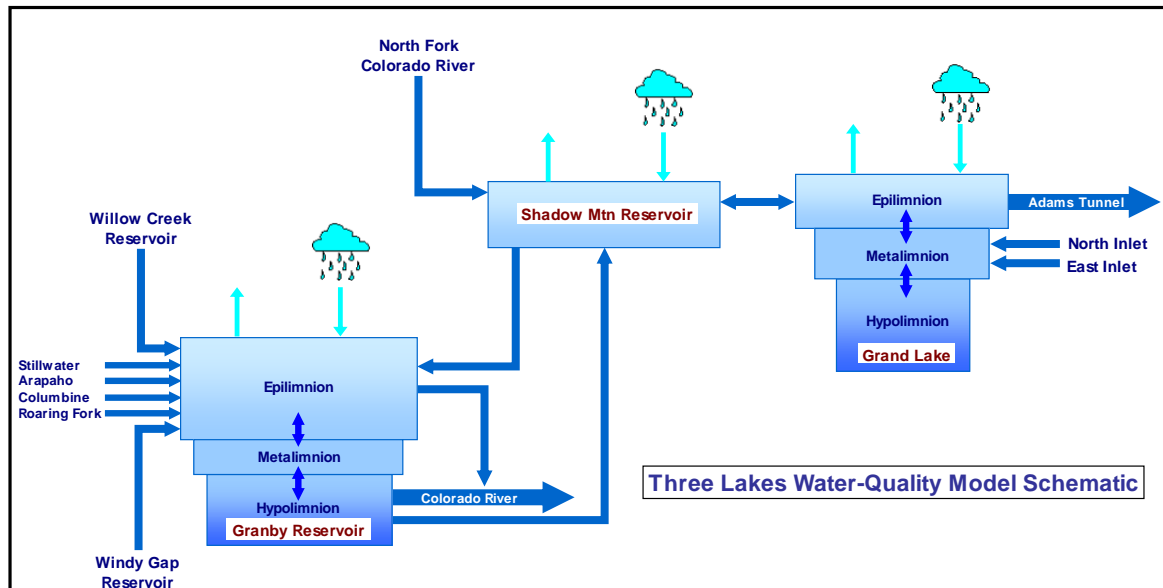 North Fork
Colorado River
Shadow Mtn Reservoir
Epilimnion
Adams Tunnel
Metalimnion
North Inlet
East Inlet
Hypolimnion
Grand Lake
Willow Creek
Reservoir
Stillwater
Arapaho
Columbine
Roaring Fork
Epilimnion
Metalimnion
Hypolimnion
Granby Reservoir
Colorado River
Windy Gap
Reservoir
Three Lakes Water-Quality Model Schematic